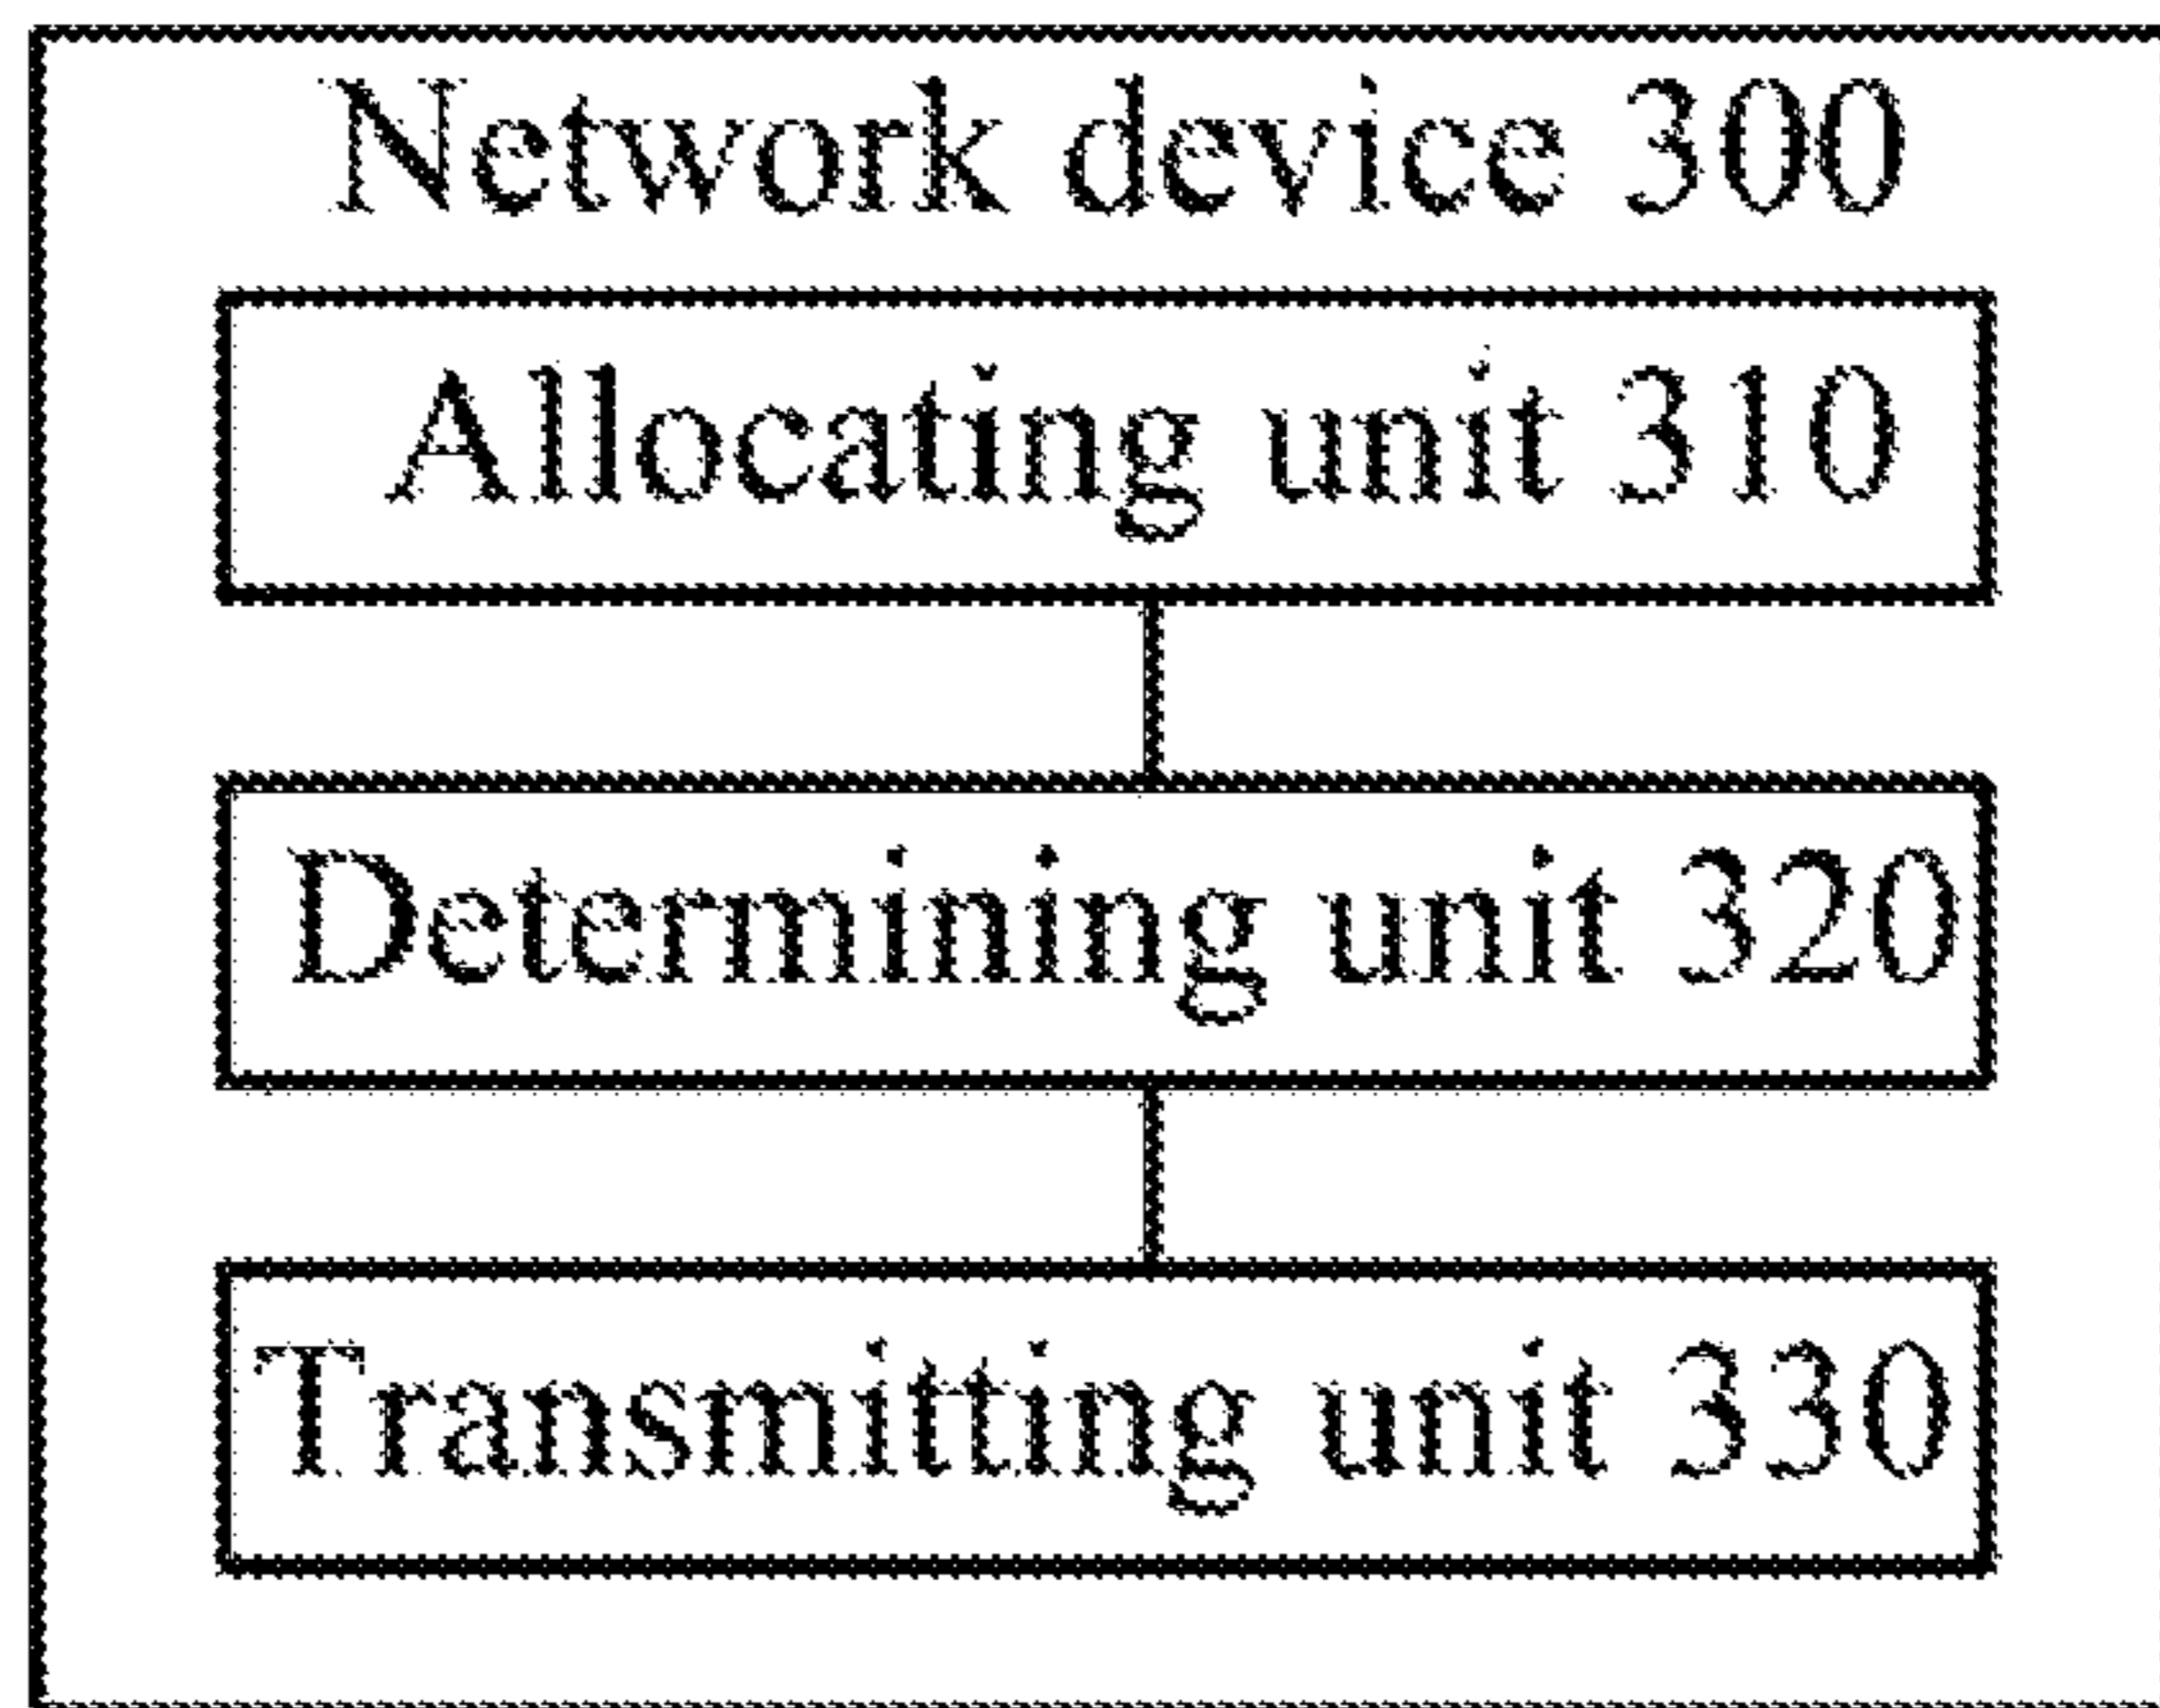 Network device 300
Allocating unit 310
Determining unit 320
Transmitting unit 330